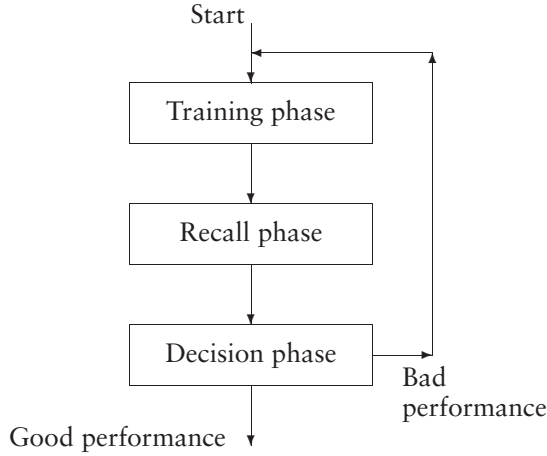 Start
Training phase
Recall phase
Decision phase
Bad
performance
Good performance